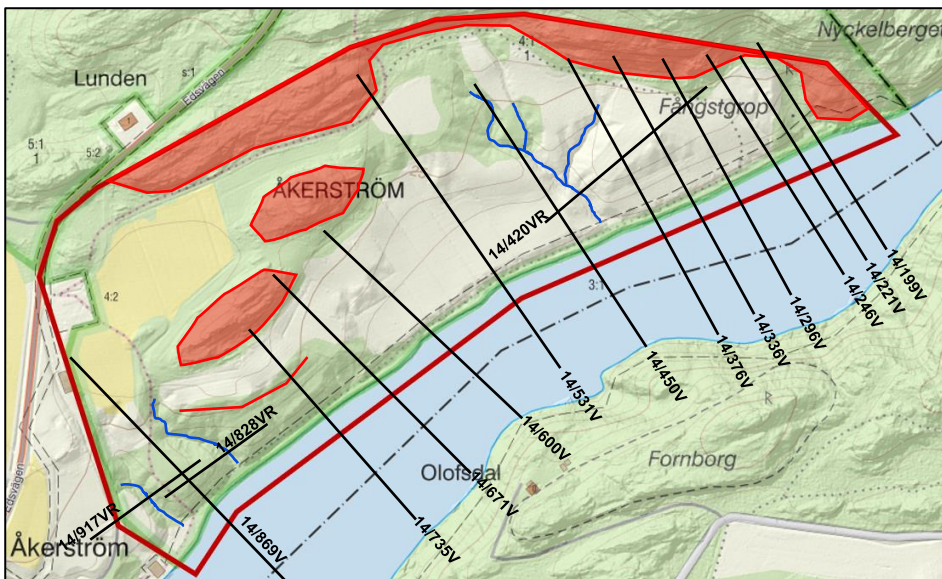 Nyckelberget
4:1
1
Lunden
s:1
Edsvägen
R
Fångstgrop
5:1
1
5:2
ÅKERSTRÖM
14/420VR
14/199V
14/221V
14/246V
4:2
3:1
14/296V
14/336V
14/376V
14/450V
14/531V
R
14/600V
14/828VR
Fornborg
Olofsdal
14/671V
Edsvägen
14/917VR
14/735V
14/869V
Åkerström